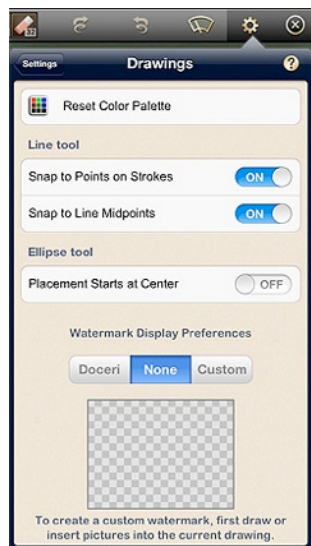 32
Settings
Drawings
?
Reset Color Palette
Line tool
Snap to Points on Strokes
ON
Snap to Line Midpoints
ON
Ellipse tool
Placement Starts at Center
OFF
Watermark Display Preferences
Doceri None Custom
To create a custom watermark, first draw or
insert pictures into the current drawing.